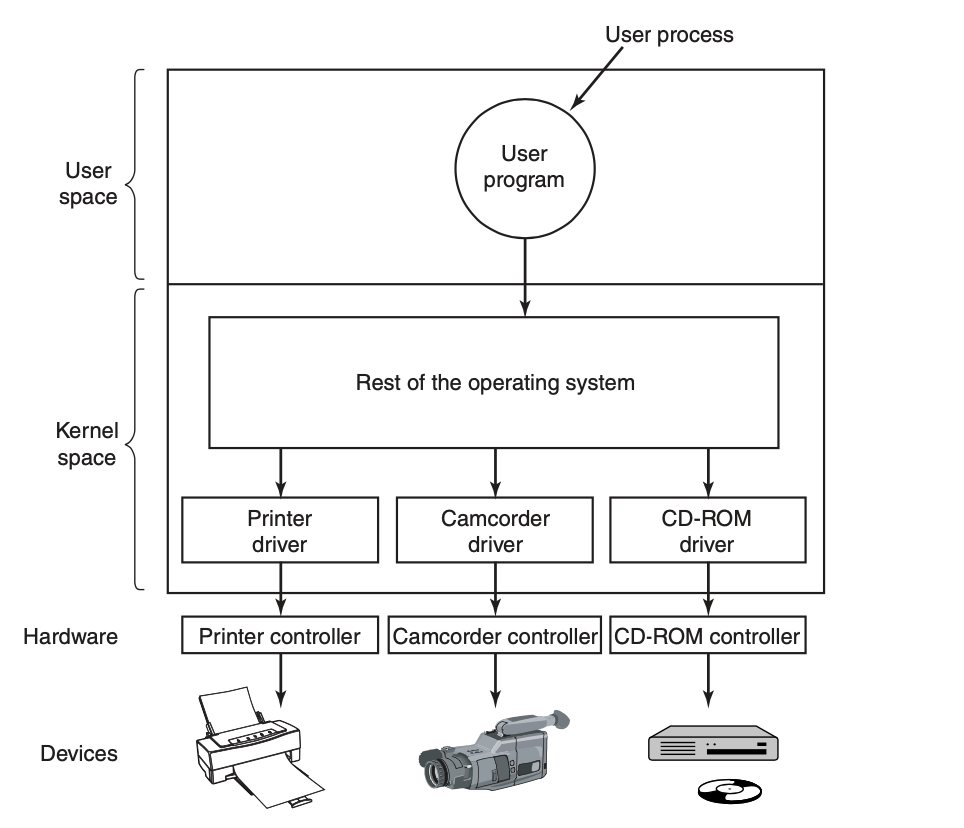 User process
User
program
User
space
Rest of the operating system
Kernel
space
Printer
driver
Camcorder
driver
CD-ROM
driver
Hardware
Printer controller
Camcorder controller
CD-ROM controller
Devices